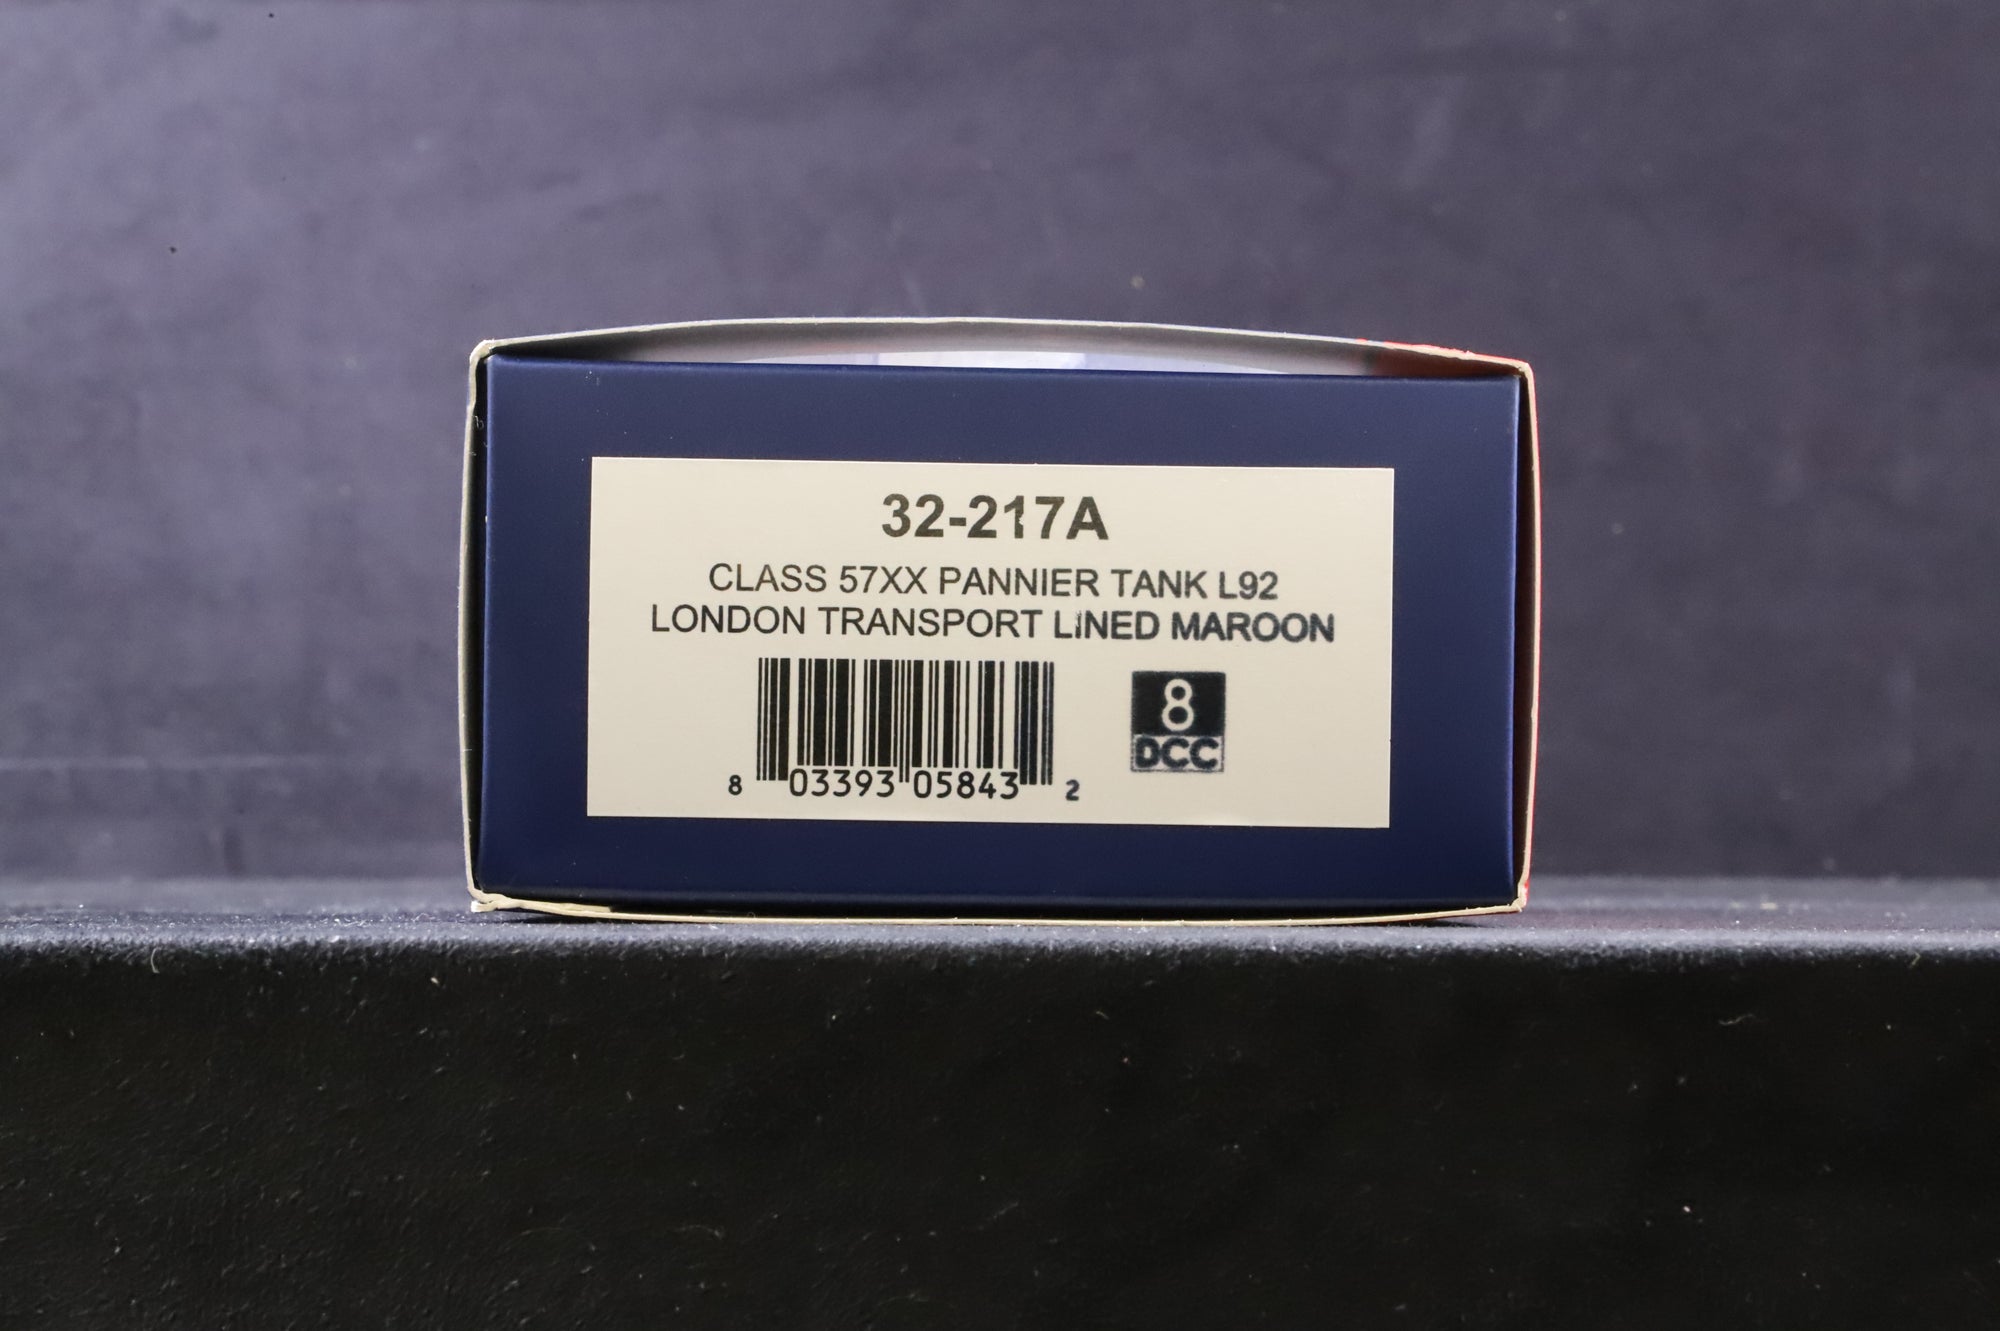 32-217A
CLASS 57XX PANNIER TANK L92
LONDON TRANSPORT LINED MAROON
8 03393 05843 2
8
DCC